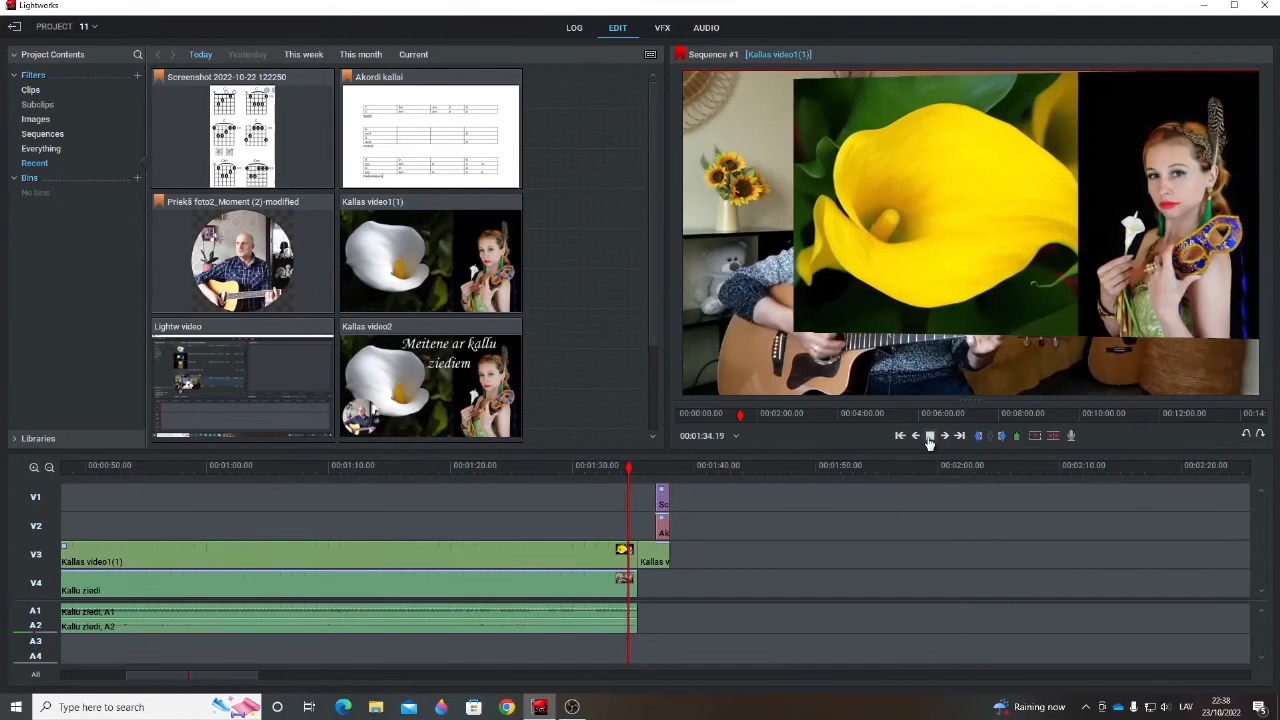 Lightworks
PROJECT 11
LOG EDIT VFX AUDIO
Project Contents
Filters
Clips
Subclips
Images
Sequences
Everything
Recent
Bins
No bins
Libraries
Today Yesterday This week This month Current
Screenshot 2022-10-22 122250
Akordi kallai
Priekš foto2_Moment (2)-modified
Kallas video1(1)
Lightw video
Kallas video2
Meitene ar kallu
ziediem
Sequence #1 [Kallas video1(1)]
00:00:00.00 00:02:00.00 00:04:00.00 00:06:00.00 00:08:00.00 00:10:00.00 00:12:00.00 00:14:
00:01:34.19
00:00:50.00 00:01:00.00 00:01:10.00 00:01:20.00 00:01:30.00 00:01:40.00 00:01:50.00 00:02:00.00 00:02:10.00 00:02:20.00
V1 Sc
V2 Ak
V3 Kallas video1(1) Kallas v
V4 Kallu ziedi
A1 Kallu ziedi, A1
A2 Kallu ziedi, A2
A3
A4
All
Type here to search
Raining now
LAV
22:38
23/10/2022
5